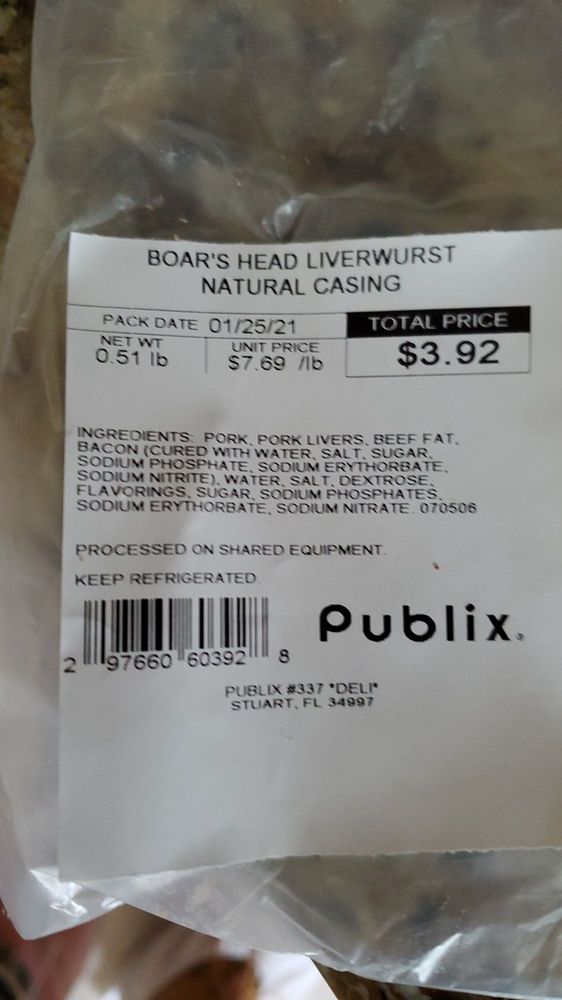 BOAR'S HEAD LIVERWURST
NATURAL CASING
PACK DATE 01/25/21
TOTAL PRICE
NET WT
0.51 lb
UNIT PRICE
$7.69 /lb
$3.92
INGREDIENTS: PORK, PORK LIVERS, BEEF FAT,
BACON (CURED WITH WATER, SALT, SUGAR,
SODIUM PHOSPHATE, SODIUM ERYTHORBATE,
SODIUM NITRITE), WATER, SALT, DEXTROSE,
FLAVORINGS, SUGAR, SODIUM PHOSPHATES,
SODIUM ERYTHORBATE, SODIUM NITRATE. 070506
PROCESSED ON SHARED EQUIPMENT.
KEEP REFRIGERATED
2 97660 60392 8
Publix.
PUBLIX #337 *DELI*
STUART, FL 34997